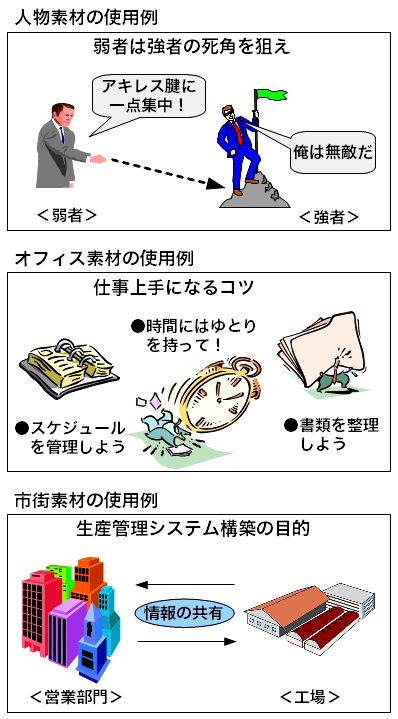 人物素材の使用例
弱者は強者の死角を狙え
アキレス腱に
一点集中！
俺は無敵だ
＜弱者＞
＜強者＞
オフィス素材の使用例
仕事上手になるコツ
●時間にはゆとり
を持って！
●スケジュール
を管理しよう
●書類を整理
しよう
市街素材の使用例
生産管理システム構築の目的
情報の共有
＜営業部門＞
＜工場＞